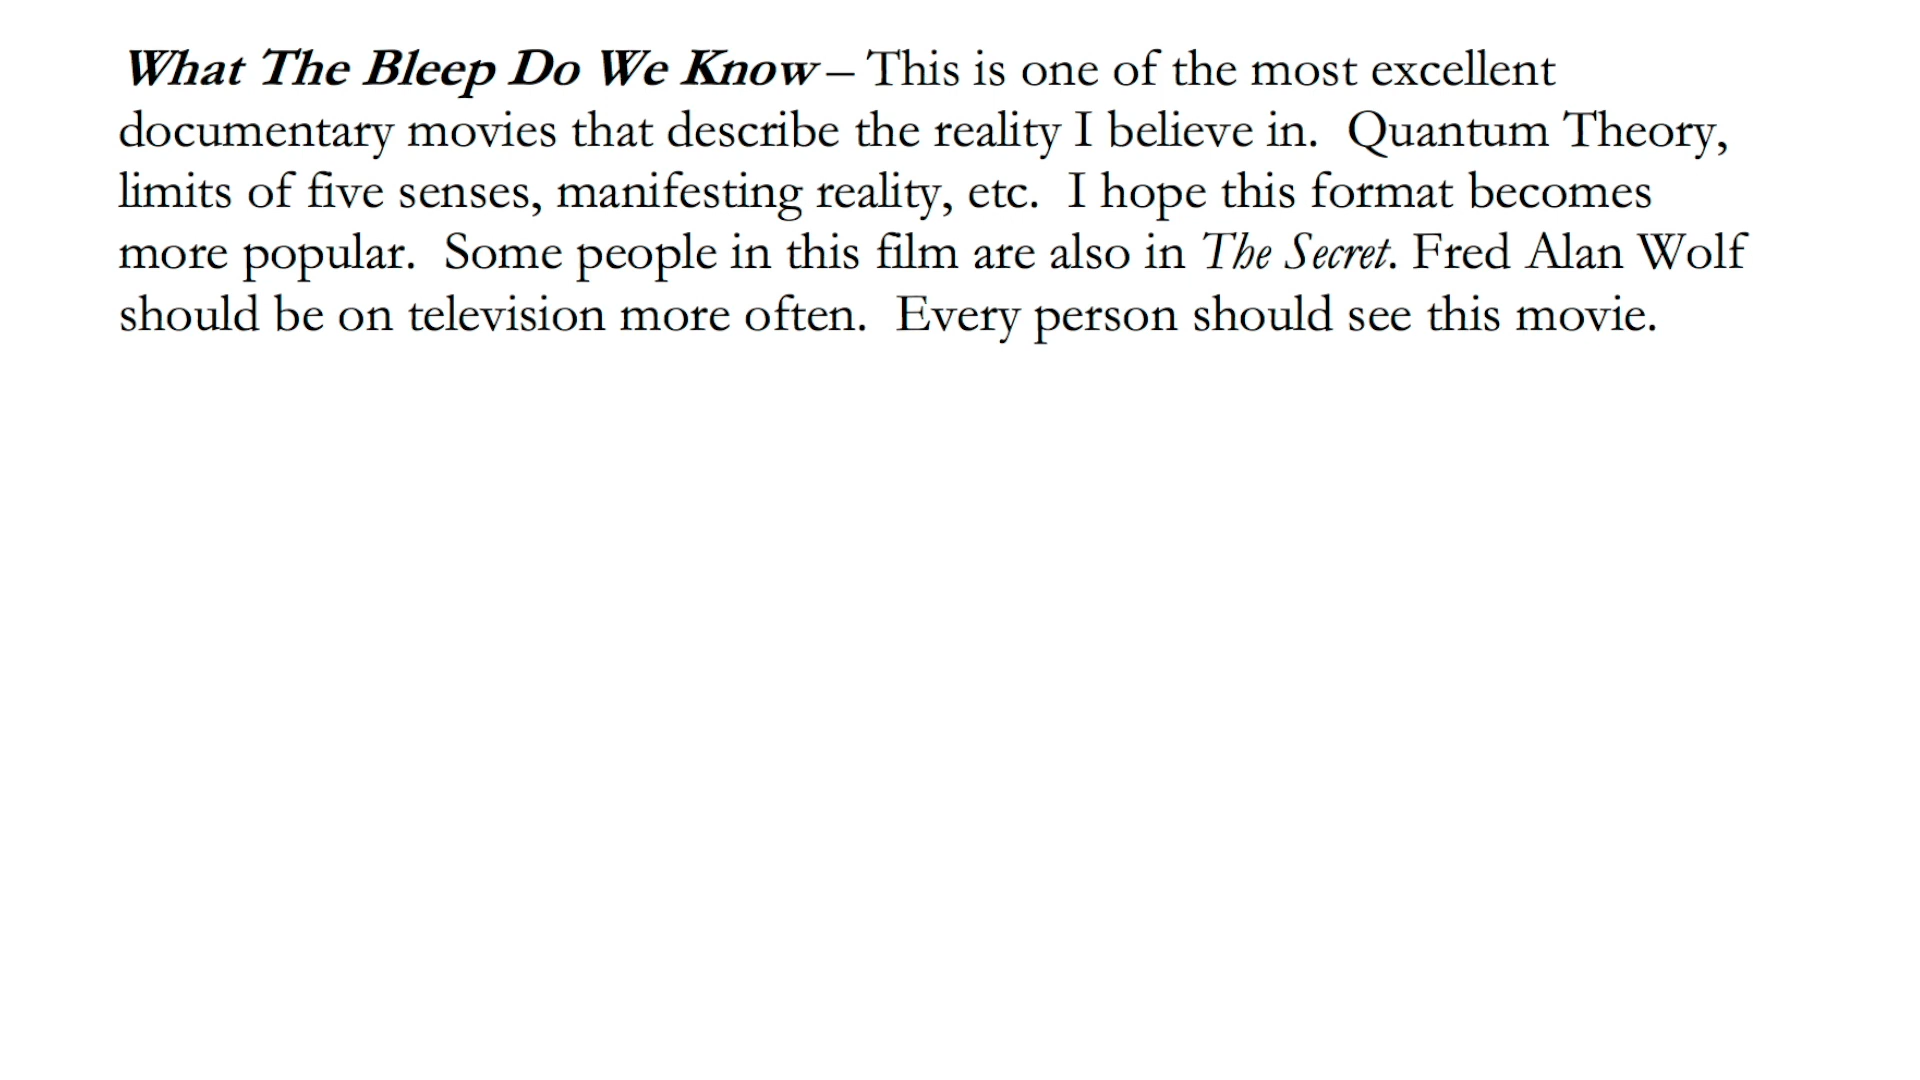 What The Bleep Do We Know – This is one of the most excellent
documentary movies that describe the reality I believe in.  Quantum Theory,
limits of five senses, manifesting reality, etc.  I hope this format becomes
more popular.  Some people in this film are also in The Secret. Fred Alan Wolf
should be on television more often.  Every person should see this movie.